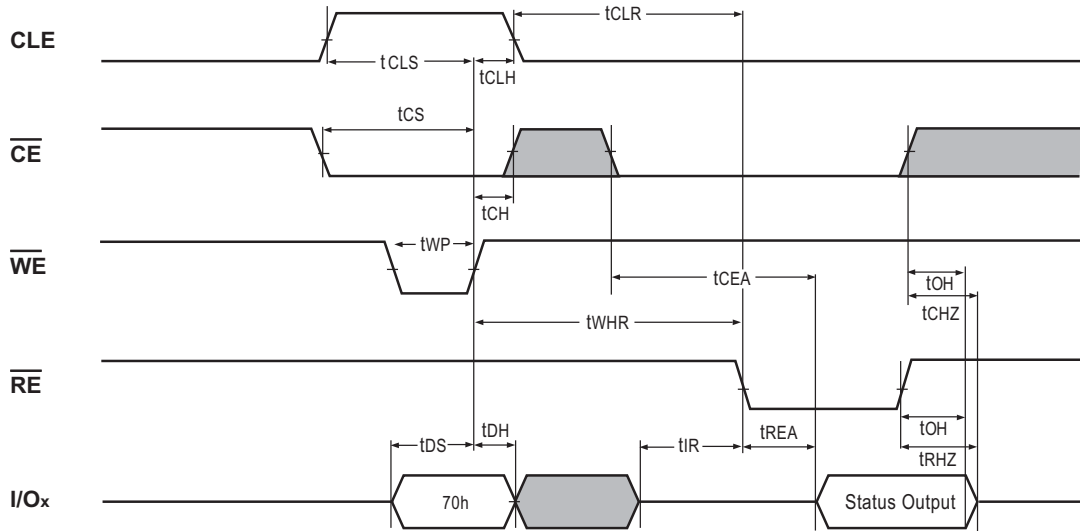 tCLR
CLE
tCLS
tCLH
tCS
CE
tCH
tWP
WE
tCEA
tOH
tCHZ
tWHR
RE
tDH
tOH
tDS
tIR
tREA
tRHZ
I/Ox
70h
Status Output